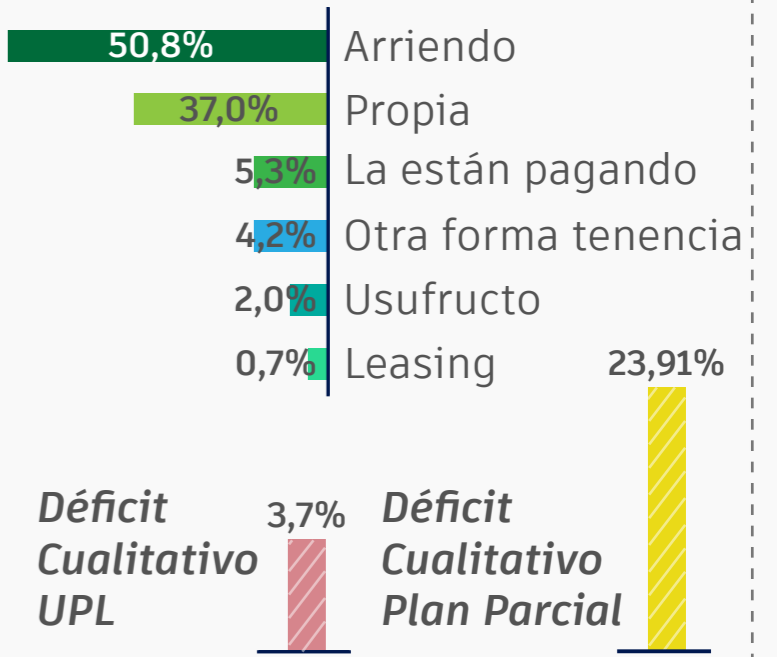 50,8% Arriendo
37,0% Propia
5,3% La están pagando
4,2% Otra forma tenencia
2,0% Usufructo
0,7% Leasing
23,91%
3,7%
Déficit
Cualitativo
UPL
Déficit
Cualitativo
Plan Parcial